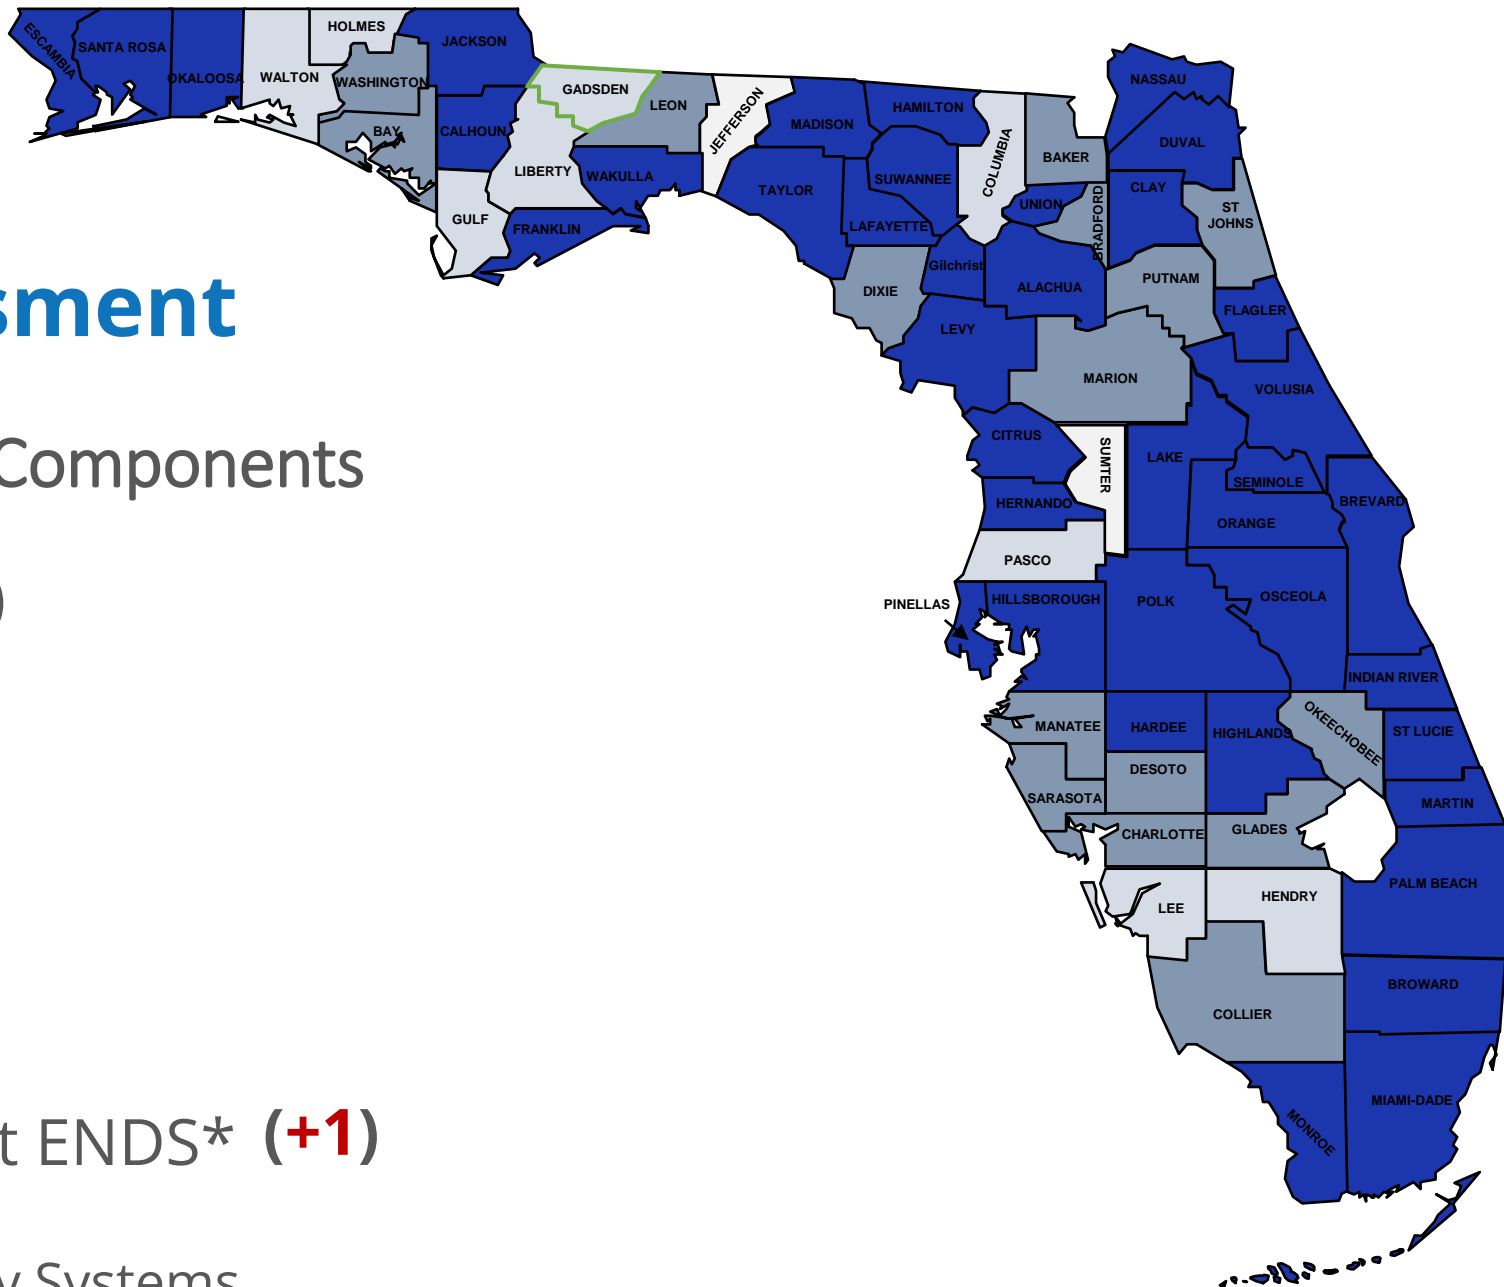 ESCAMBIA
SANTA ROSA
OKALOOSA
WALTON
HOLMES
WASHINGTON
JACKSON
BAY
CALHOUN
GULF
GADSDEN
LIBERTY
FRANKLIN
LEON
WAKULLA
JEFFERSON
MADISON
TAYLOR
HAMILTON
SUWANNEE
LAFAYETTE
COLUMBIA
DIXIE
Gilchrist
BAKER
UNION
BRADFORD
NASSAU
DUVAL
CLAY
ST
JOHNS
ALACHUA
PUTNAM
FLAGLER
LEVY
MARION
VOLUSIA
CITRUS
SUMTER
LAKE
SEMINOLE
HERNANDO
ORANGE
BREVARD
PASCO
PINELLAS
HILLSBOROUGH
POLK
OSCEOLA
INDIAN RIVER
MANATEE
HARDEE
HIGHLANDS
OKEECHOBEE
ST LUCIE
DESOTO
SARASOTA
MARTIN
CHARLOTTE
GLADES
PALM BEACH
LEE
HENDRY
BROWARD
COLLIER
MIAMI-DADE
MONROE
sment
Components
)
t ENDS* (+1)
y Systems